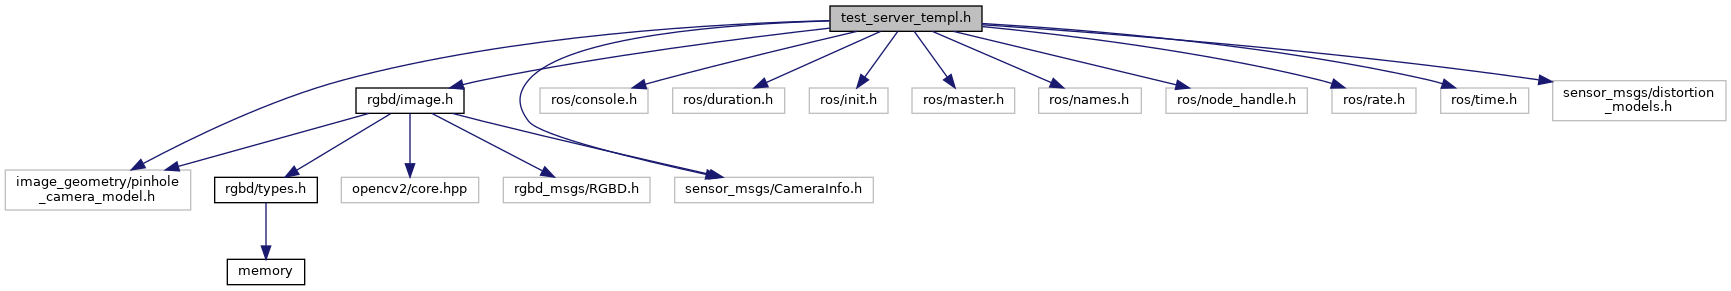 test_server_templ.h
rgbd/image.h
ros/console.h
ros/duration.h
ros/init.h
ros/master.h
ros/names.h
ros/node_handle.h
ros/rate.h
ros/time.h
sensor_msgs/distortion
_models.h
image_geometry/pinhole
_camera_model.h
rgbd/types.h
opencv2/core.hpp
rgbd_msgs/RGBD.h
sensor_msgs/CameraInfo.h
memory